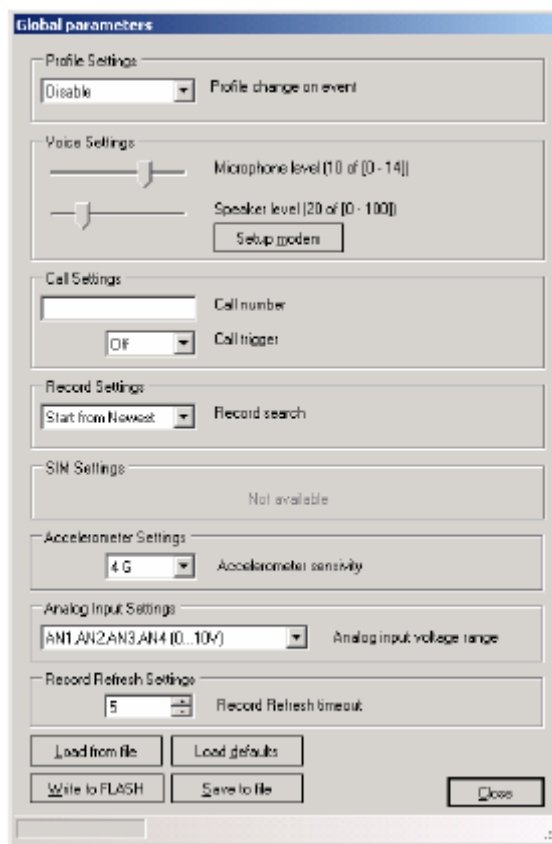 Global parameters
Profile Settings
Disable
Profile change on event
Voice Settings
Microphone level (10 of [0 - 14])
Speaker level (20 of [0 - 100])
Setup modem
Call Settings
Call number
Off
Call trigger
Record Settings
Start from Newest
Record search
SIM Settings
Not available
Accelerometer Settings
4 G
Accelerometer sensivity
Analog Input Settings
AN1,AN2,AN3,AN4 (0...10V)
Analog input voltage range
Record Refresh Settings
5
Record Refresh timeout
Load from file
Load defaults
Write to FLASH
Save to file
Close